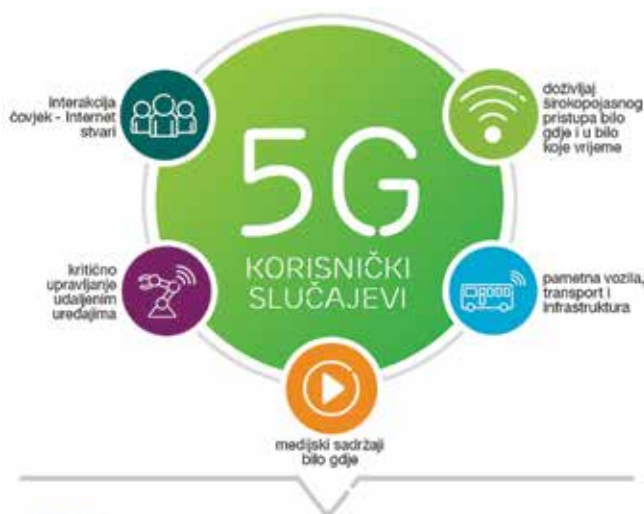 interakcija
čovjek - Internet
stvari
doživljaj
širokopojasnog
pristupa bilo
gdje i u bilo
koje vrijeme
5G
KORISNIČKI
SLUČAJEVI
kritično
upravljanje
udaljenim
uređajima
pametna vozila,
transport i
infrastruktura
medijski sadržaji
bilo gdje